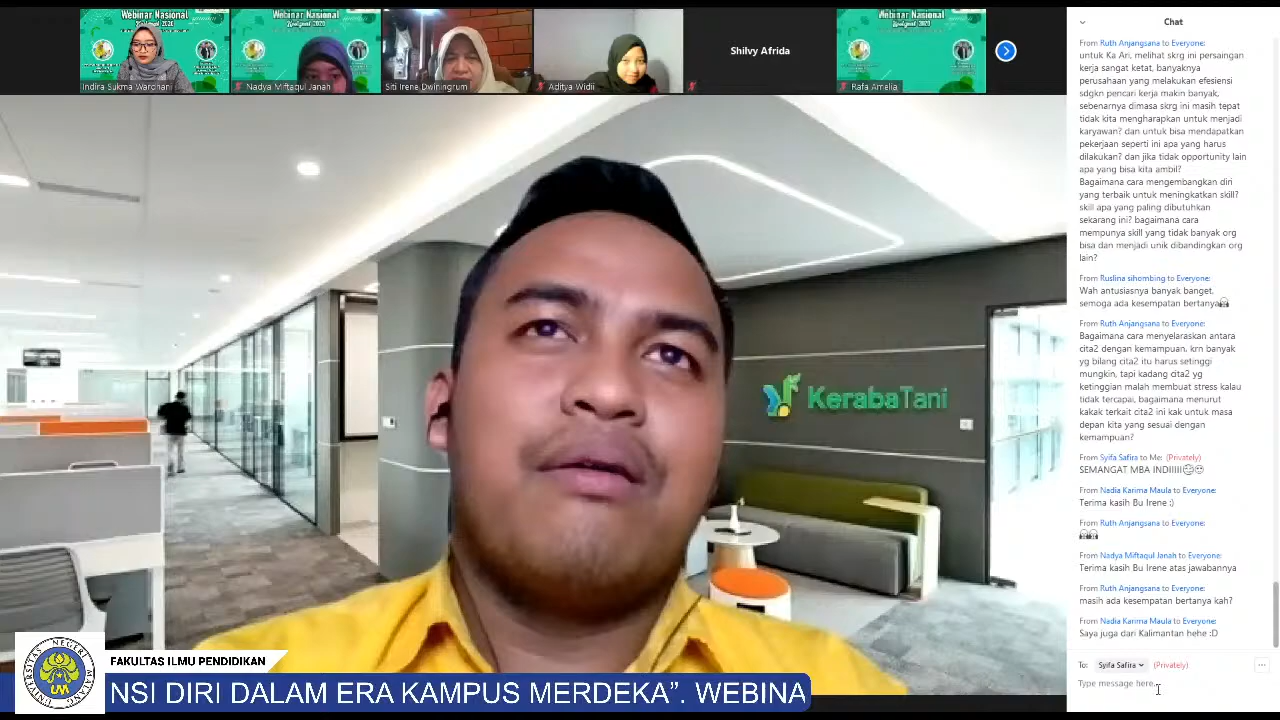 Webinar Nasional
Webinar Nasional
Webinar Nasional
Indira Sukma Wardhani
Nadya Miftaqul Janah
Siti Irene Dwiningrum
Aditya Widii
Shilvy Afrida
Rafa Amelia
KerabaTani
UM
FAKULTAS ILMU PENDIDIKAN
NSI DIRI DALAM ERA KAMPUS MERDEKA”. WEBINA
Chat
From Ruth Anjangsana to Everyone:
untuk Ka Ari, melihat skrg ini persaingan
kerja sangat ketat, banyaknya
perusahaan yang melakukan efesiensi
sdgkn pencari kerja makin banyak,
sebenarnya dimasa skrg ini masih tepat
tidak kita mengharapkan untuk menjadi
karyawan? dan untuk bisa mendapatkan
pekerjaan seperti ini apa yang harus
dilakukan? dan jika tidak opportunity lain
apa yang bisa kita ambil?
Bagaimana cara mengembangkan diri
yang terbaik untuk meningkatkan skill?
skill apa yang paling dibutuhkan
sekarang ini? bagaimana cara
mempunya skill yang tidak banyak org
bisa dan menjadi unik dibandingkan org
lain?
From Ruslina sihombing to Everyone:
Wah antusiasnya banyak banget,
semoga ada kesempatan bertanya
From Ruth Anjangsana to Everyone:
Bagaimana cara menyelaraskan antara
cita2 dengan kemampuan, krn banyak
yg bilang cita2 itu harus setinggi
mungkin, tapi kadang cita2 yg
ketinggian malah membuat stress kalau
tidak tercapai, bagaimana menurut
kakak terkait cita2 ini kak untuk masa
depan kita yang sesuai dengan
kemampuan?
From Syifa Safira to Me: (Privately)
SEMANGAT MBA INDIIIIII
From Nadia Karima Maula to Everyone:
Terima kasih Bu Irene :)
From Ruth Anjangsana to Everyone:
From Nadya Miftaqul Janah to Everyone:
Terima kasih Bu Irene atas jawabannya
From Ruth Anjangsana to Everyone:
masih ada kesempatan bertanya kah?
From Nadia Karima Maula to Everyone:
Saya juga dari Kalimantan hehe :D
To: Syifa Safira (Privately)
Type message here...